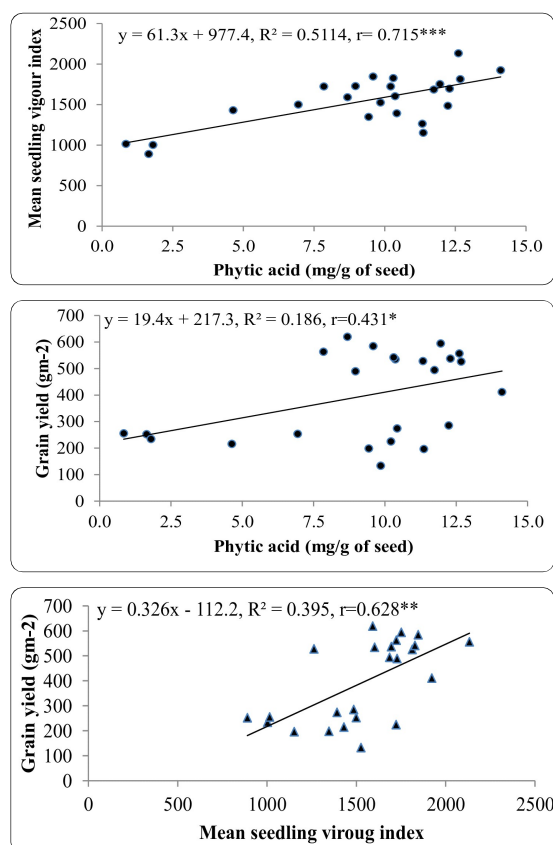 y = 61.3x + 977.4, R² = 0.5114, r= 0.715***
Mean seedling vigour index
2500
2000
1500
1000
500
0
0.0 2.5 5.0 7.5 10.0 12.5 15.0
Phytic acid (mg/g of seed)
y = 19.4x + 217.3, R² = 0.186, r=0.431*
Grain yield (gm-2)
700
600
500
400
300
200
100
0
0.0 2.5 5.0 7.5 10.0 12.5 15.0
Phytic acid (mg/g of seed)
y = 0.326x - 112.2, R² = 0.395, r=0.628**
Grain yield (gm-2)
700
600
500
400
300
200
100
0
0 500 1000 1500 2000 2500
Mean seedling viroug index